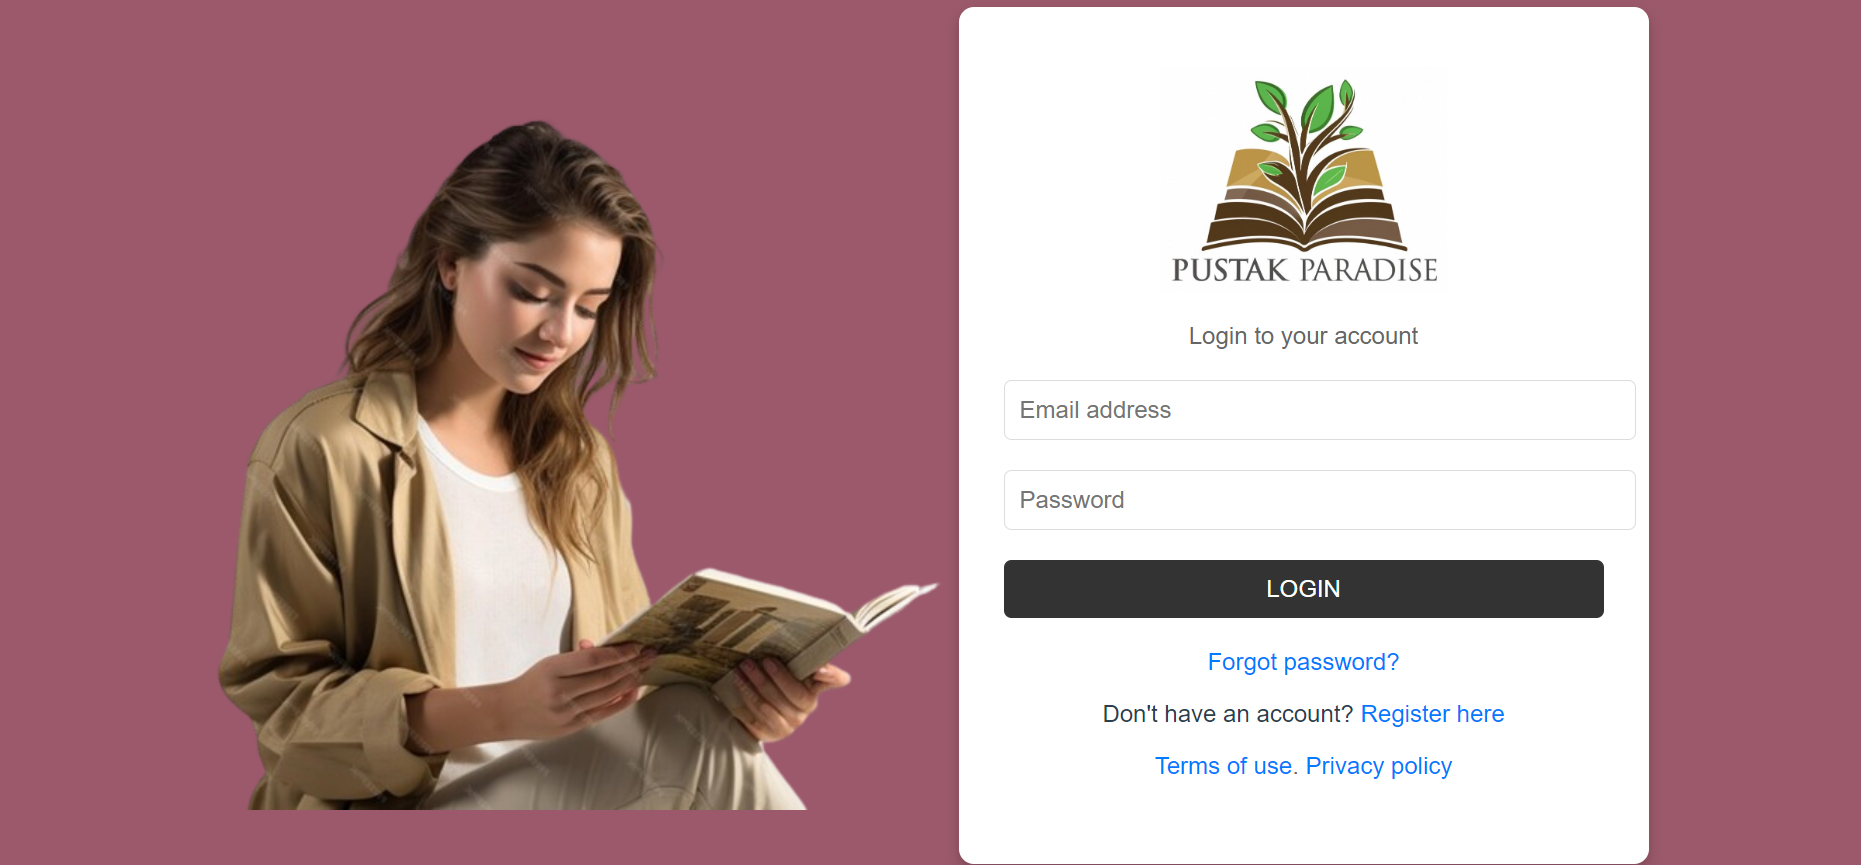 PUSTAK PARADISE
Login to your account
Email address
Password
LOGIN
Forgot password?
Don't have an account? Register here
Terms of use. Privacy policy